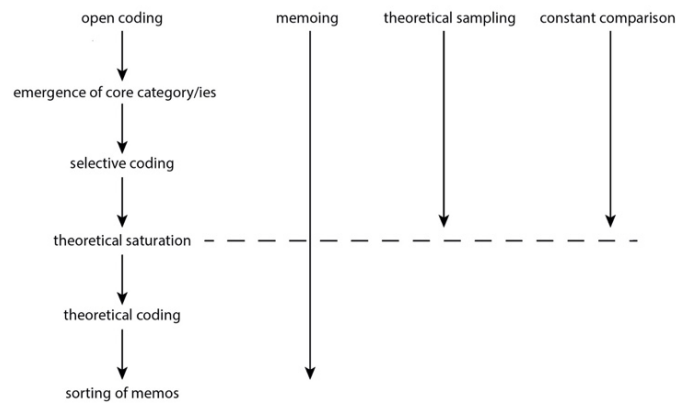 open coding
memoing
theoretical sampling
constant comparison
emergence of core category/ies
selective coding
theoretical saturation
theoretical coding
sorting of memos